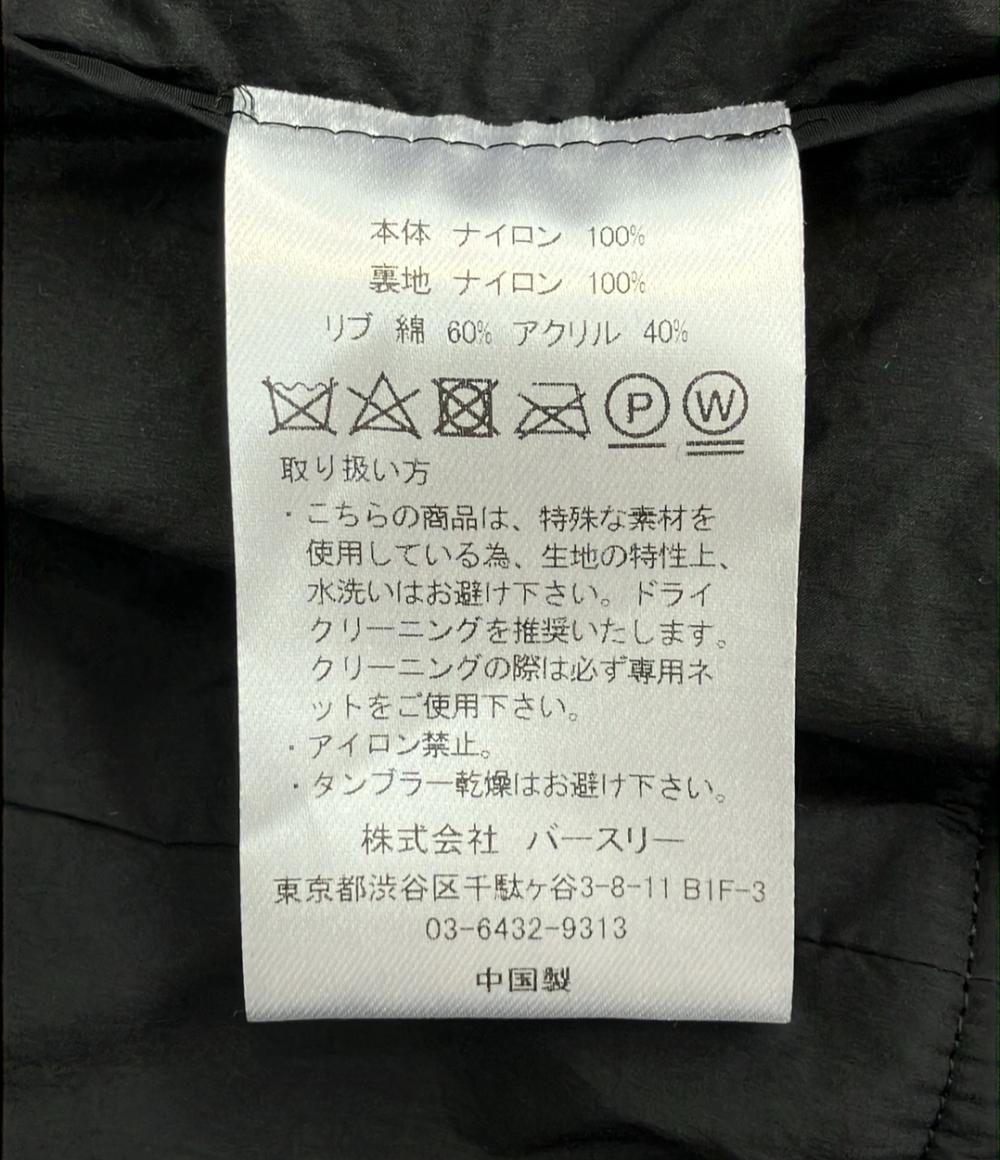 本体 ナイロン 100%
裏地 ナイロン 100%
リブ 綿 60% アクリル 40%
P W
取り扱い方
・こちらの商品は、特殊な素材を
使用している為、生地の特性上、
水洗いはお避け下さい。ドライ
クリーニングを推奨いたします。
クリーニングの際は必ず専用ネ
ットをご使用下さい。
・アイロン禁止。
・タンブラー乾燥はお避け下さい。
株式会社 バースリー
東京都渋谷区千駄ヶ谷3-8-11 B1F-3
03-6432-9313
中国製